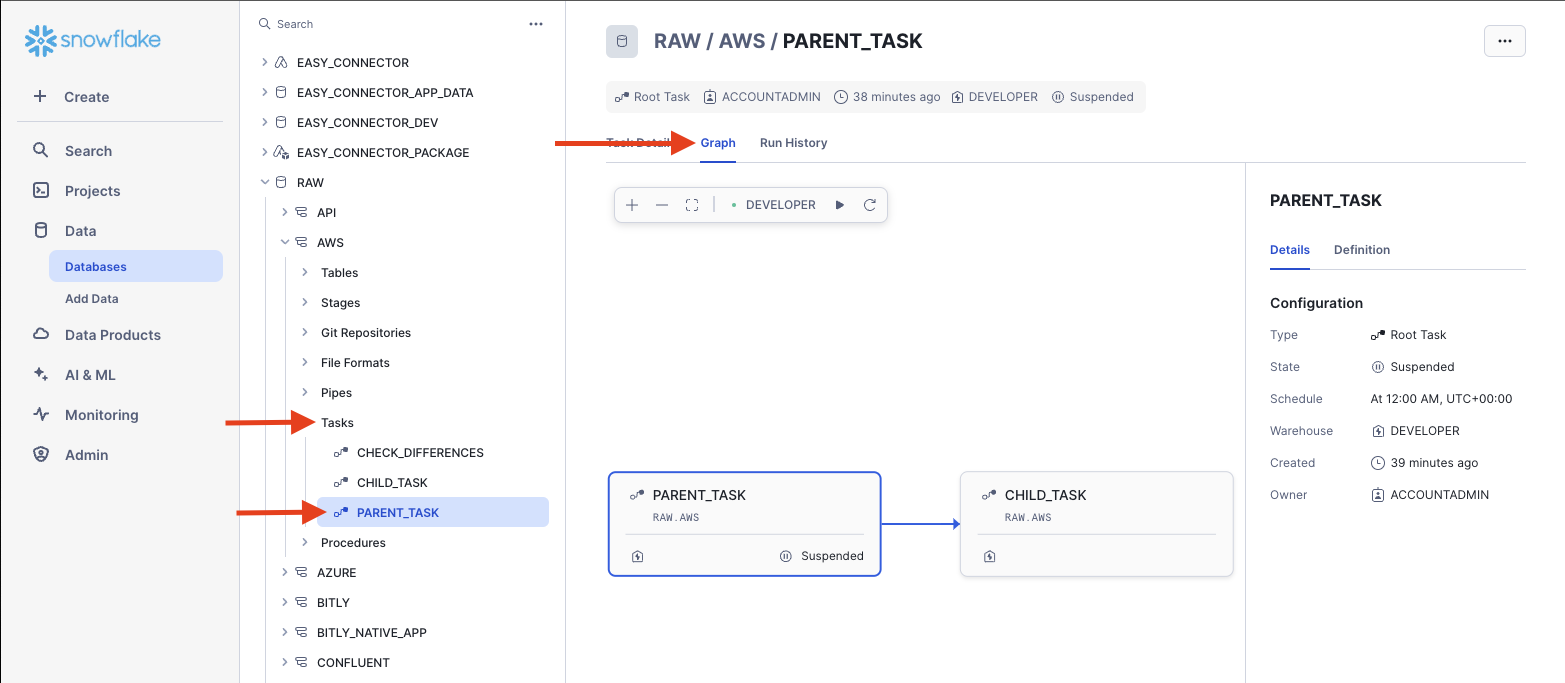 snowflake
Create
Search
Projects
Data
Databases
Add Data
Data Products
AI & ML
Monitoring
Admin
Search
EASY_CONNECTOR
EASY_CONNECTOR_APP_DATA
EASY_CONNECTOR_DEV
EASY_CONNECTOR_PACKAGE
RAW
API
AWS
Tables
Stages
Git Repositories
File Formats
Pipes
Tasks
CHECK_DIFFERENCES
CHILD_TASK
PARENT_TASK
Procedures
AZURE
BITLY
BITLY_NATIVE_APP
CONFLUENT
RAW / AWS / PARENT_TASK
Root Task ACCOUNTADMIN 38 minutes ago DEVELOPER Suspended
Task Details Graph Run History
DEVELOPER
PARENT_TASK
RAW.AWS
Suspended
CHILD_TASK
RAW.AWS
PARENT_TASK
Details Definition
Configuration
Type Root Task
State Suspended
Schedule At 12:00 AM, UTC+00:00
Warehouse DEVELOPER
Created 39 minutes ago
Owner ACCOUNTADMIN